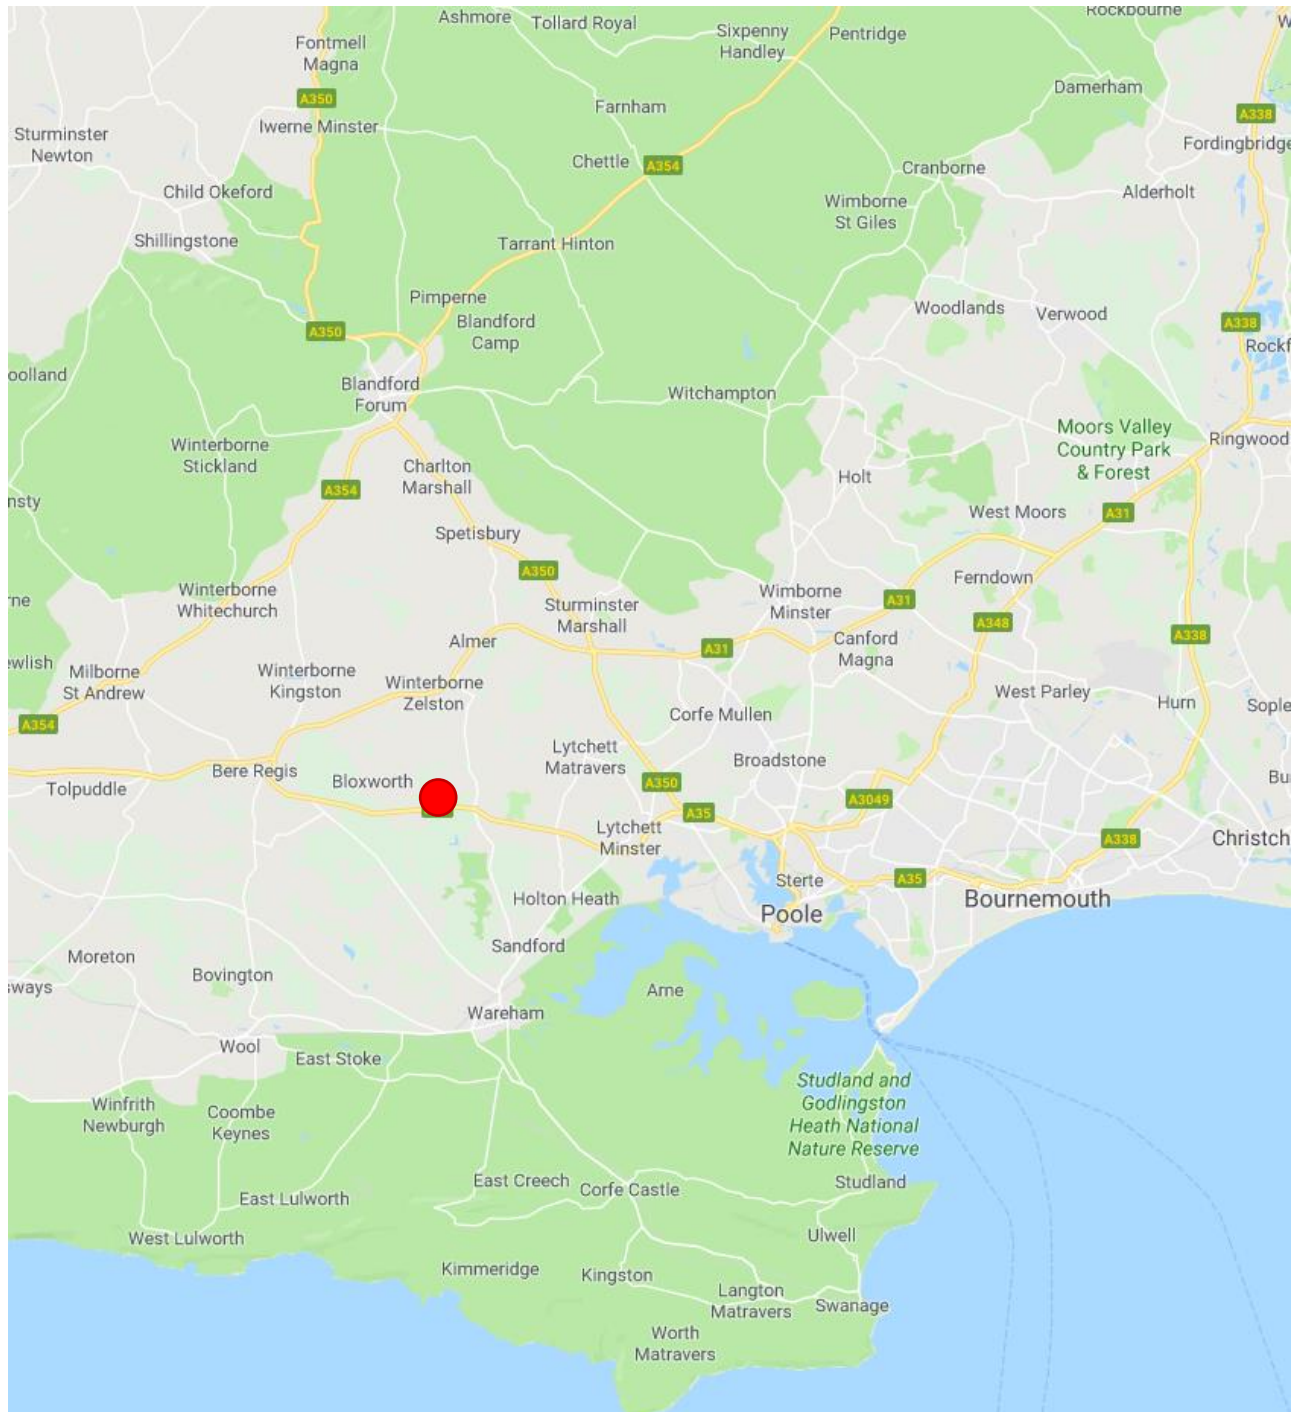 Ashmore
Tollard Royal
Sixpenny
Handley
Pentridge
Rockbourne
Fontmell
Magna
A350
Farnham
Damerham
A338
Sturminster
Newton
Iwerne Minster
Fordingbridge
Chettle
A354
Cranborne
Child Okeford
Wimborne
St Giles
Alderholt
Shillingstone
Tarrant Hinton
Pimperne
Blandford
Camp
Woodlands
Verwood
A350
A338
Rockf
oolland
Blandford
Forum
Witchampton
Moors Valley
Country Park
& Forest
Ringwood
Winterborne
Stickland
Charlton
Marshall
Holt
A354
nsty
West Moors
A31
Spetisbury
A350
Ferndown
Winterborne
Whitechurch
Sturminster
Marshall
Wimborne
Minster
A31
rne
A348
A338
Almer
A31
Canford
Magna
ewlish
Milborne
St Andrew
Winterborne
Kingston
Winterborne
Zelston
West Parley
Hurn
Sople
A354
Corfe Mullen
Lytchett
Matravers
Broadstone
Bere Regis
Bloxworth
A350
Bu
Tolpuddle
A3049
A35
Lytchett
Minster
A338
Christch
Sterte
A35
Holton Heath
Poole
Bournemouth
Sandford
Moreton
Bovington
sways
Arne
Wareham
Wool
East Stoke
Studland and
Godlingston
Heath National
Nature Reserve
Winfrith
Newburgh
Coombe
Keynes
East Creech
Corfe Castle
Studland
East Lulworth
West Lulworth
Ulwell
Kimmeridge
Kingston
Langton
Matravers
Swanage
Worth
Matravers